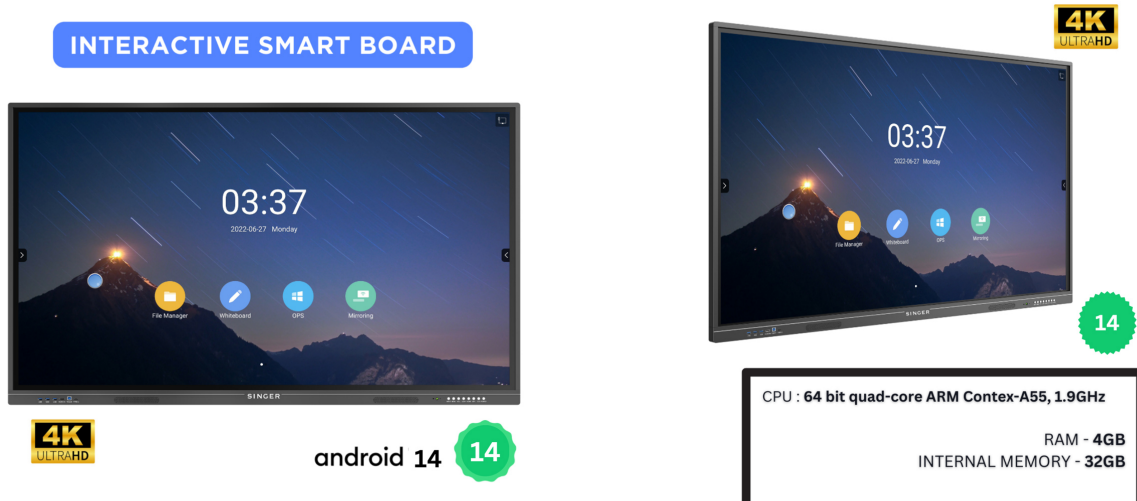 INTERACTIVE SMART BOARD
03:37
2022-06-27 Monday
File Manager
Whiteboard
OPS
Mirroring
SINGER
4K
ULTRAHD
android 14
14
4K
ULTRAHD
03:37
2022-06-27 Monday
File Manager
Whiteboard
OPS
Mirroring
SINGER
14
CPU : 64 bit quad-core ARM Contex-A55, 1.9GHz
RAM - 4GB
INTERNAL MEMORY - 32GB